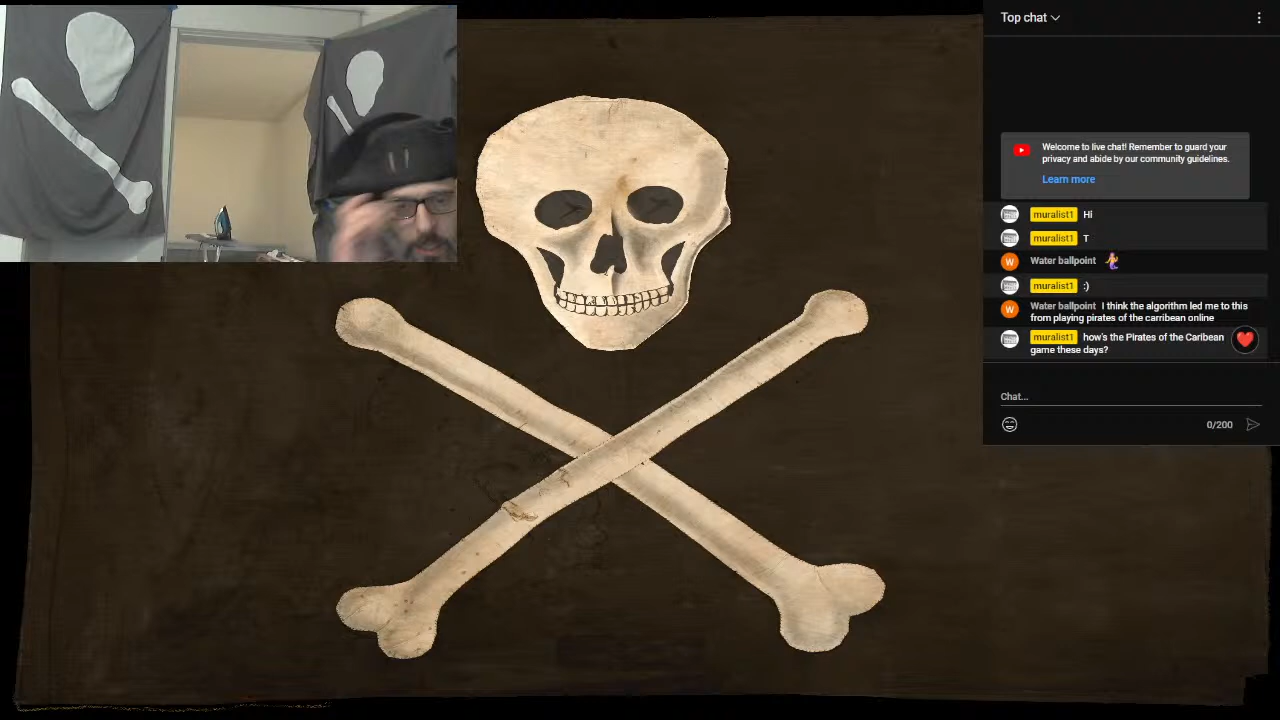 Top chat
Welcome to live chat! Remember to guard your
privacy and abide by our community guidelines.
Learn more
muralist1 Hi
muralist1 T
W Water ballpoint 🧜‍♀️
muralist1 :)
W Water ballpoint I think the algorithm led me to this
from playing pirates of the carribean online
muralist1 how's the Pirates of the Caribean
game these days?
Chat...
0/200